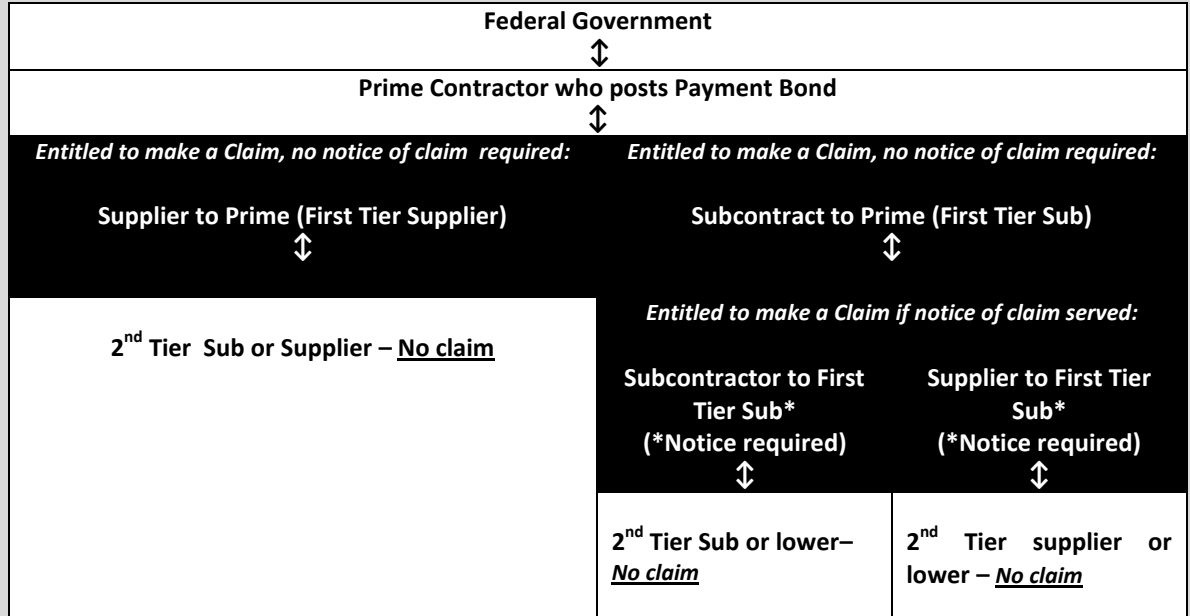 Federal Government
↕
Prime Contractor who posts Payment Bond
↕
Entitled to make a Claim, no notice of claim required:
Supplier to Prime (First Tier Supplier)
↕
Entitled to make a Claim, no notice of claim required:
Subcontract to Prime (First Tier Sub)
↕
2nd Tier Sub or Supplier – No claim
Entitled to make a Claim if notice of claim served:
Subcontractor to First
Tier Sub*
(*Notice required)
↕
Supplier to First Tier
Sub*
(*Notice required)
↕
2nd Tier Sub or lower–
No claim
2nd Tier supplier or
lower – No claim